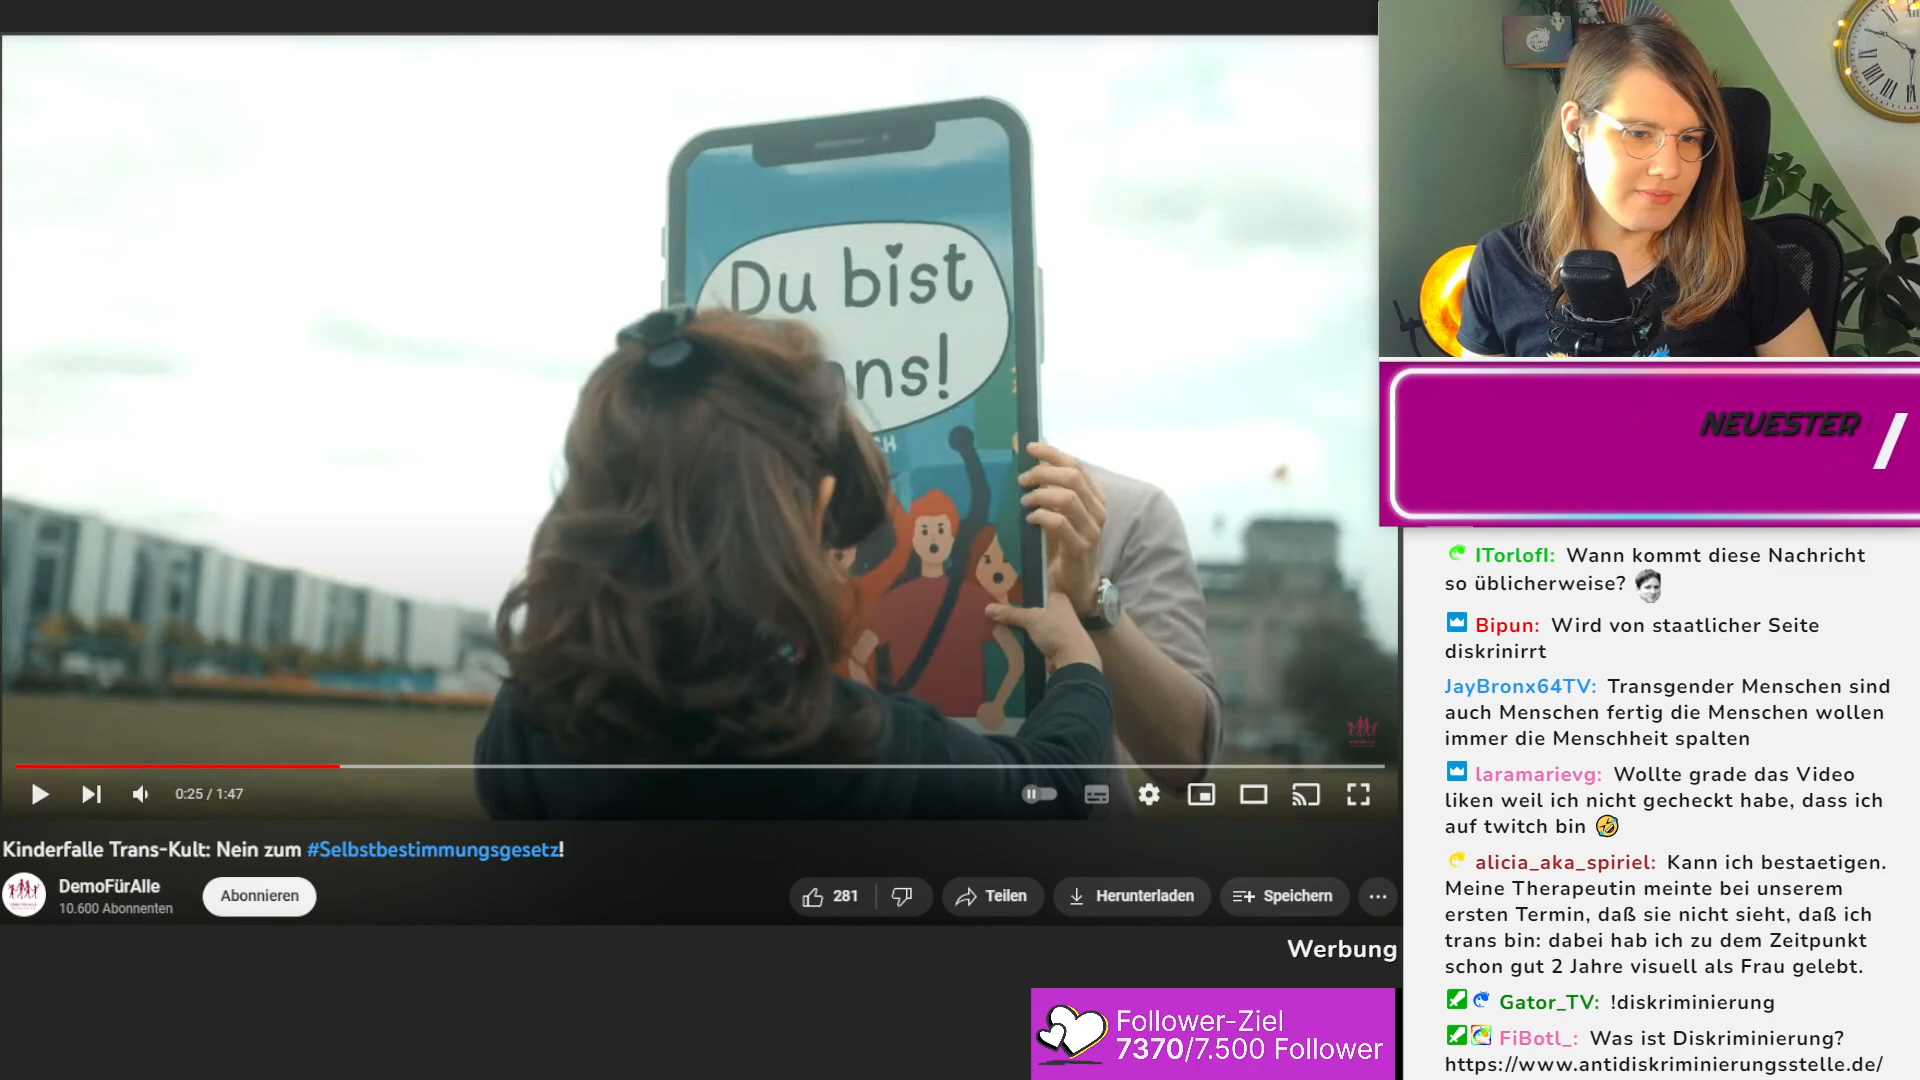 Du bist
ns!
CH
0:25 / 1:47
Kinderfalle Trans-Kult: Nein zum #Selbstbestimmungsgesetz!
DemoFürAlle
10.600 Abonnenten
Abonnieren
281
Teilen
Herunterladen
Speichern
Werbung
Follower-Ziel
7370/7.500 Follower
NEUESTER /
ITorlofI: Wann kommt diese Nachricht
so üblicherweise?
Bipun: Wird von staatlicher Seite
diskrinirrt
JayBronx64TV: Transgender Menschen sind
auch Menschen fertig die Menschen wollen
immer die Menschheit spalten
laramarievg: Wollte grade das Video
liken weil ich nicht gecheckt habe, dass ich
auf twitch bin
alicia_aka_spiriel: Kann ich bestaetigen.
Meine Therapeutin meinte bei unserem
ersten Termin, daß sie nicht sieht, daß ich
trans bin: dabei hab ich zu dem Zeitpunkt
schon gut 2 Jahre visuell als Frau gelebt.
Gator_TV: !diskriminierung
FiBotl_: Was ist Diskriminierung?
https://www.antidiskriminierungsstelle.de/